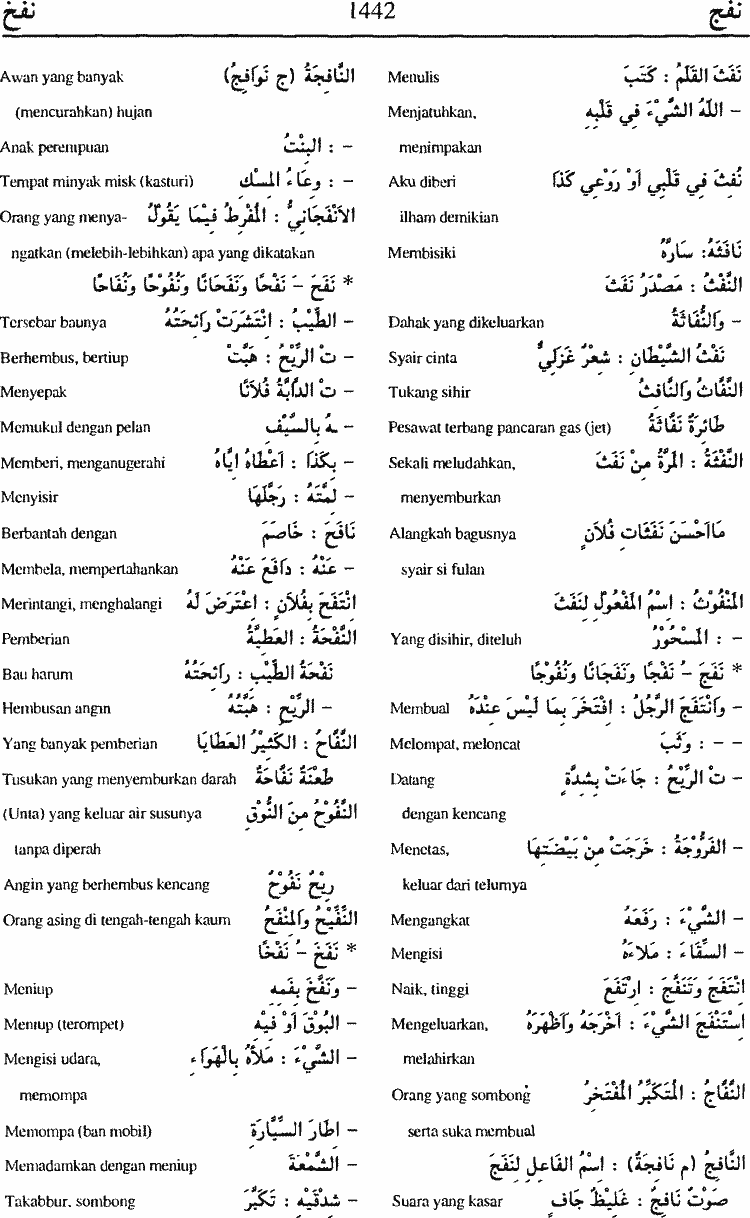 نفخ 1442 نفج
نَفَثَ القَلَمُ : كَتَبَ Menulis
– اللّٰهُ الشَّيْءَ فِي قَلْبِهِ Menjatuhkan,
menimpakan
نُفِثَ فِي قَلْبِي أَوْ رَوْعِي كَذَا Aku diberi
ilham demikian
نَافَثَهُ: سَارَّهُ Membisiki
النَّفْثُ : مَصْدَرُ نَفَثَ
– وَالنُّفَاثَةُ Dahak yang dikeluarkan
نَفْثُ الشَّيْطَانِ : شِعْرٌ غَزَلِيٌّ Syair cinta
النَّفَّاثُ وَالنَّافِثُ Tukang sihir
طَائِرَةٌ نَفَّاثَةٌ Pesawat terbang pancaran gas (jet)
النَّفْثَةُ : المَرَّةُ مِنْ نَفَثَ Sekali meludahkan,
menyemburkan
مَاأَحْسَنَ نَفَثَاتِ فُلَانٍ Alangkah bagusnya
syair si fulan
المَنْفُوْثُ : اسْمُ المَفْعُوْلِ لِنَفَثَ
– : المَسْحُوْرُ Yang disihir, diteluh
* نَفَجَ – نَفْجًا وَنَفَجَانًا وَنُفُوْجًا
– وَانْتَفَجَ الرَّجُلُ : افْتَخَرَ بِمَا لَيْسَ عِنْدَهُ Membual
– – : وَثَبَ Melompat, meloncat
– تْ الرِّيْحُ : جَاءَتْ بِشِدَّةٍ Datang
dengan kencang
– الفَرُّوْجَةُ : خَرَجَتْ مِنْ بَيْضَتِهَا Menetas,
keluar dari telurnya
– الشَّيْءَ : رَفَعَهُ Mengangkat
– السِّقَاءَ : مَلَأَهُ Mengisi
انْتَفَجَ وَتَنَفَّجَ : ارْتَفَعَ Naik, tinggi
اسْتَنْفَجَ الشَّيْءَ : أَخْرَجَهُ وَأَظْهَرَهُ Mengeluarkan,
melahirkan
النَّفَّاجُ : المُتَكَبِّرُ المُفْتَخِرُ Orang yang sombong
serta suka membual
النَّافِجُ (م نَافِجَةٌ) : اسْمُ الفَاعِلِ لِنَفَجَ
صَوْتٌ نَافِجٌ : غَلِيْظٌ جَافٍ Suara yang kasar
النَّافِجَةُ (ج نَوَافِجُ) Awan yang banyak
(mencurahkan) hujan
– : البِنْتُ Anak perempuan
– : وِعَاءُ المِسْكِ Tempat minyak misk (kasturi)
الأَنْفَجَانِيُّ : المُفْرِطُ فِيْمَا يَقُوْلُ Orang yang menya-
ngatkan (melebih-lebihkan) apa yang dikatakan
* نَفَحَ – نَفْحًا وَنَفَحَانًا وَنُفُوْحًا وَنُفَاحًا
– الطِّيْبُ : انْتَشَرَتْ رَائِحَتُهُ Tersebar baunya
– تْ الرِّيْحُ : هَبَّتْ Berhembus, bertiup
– تْ الدَّابَّةُ فُلَانًا Menyepak
– ـهُ بِالسَّيْفِ Memukul dengan pelan
– بِكَذَا : أَعْطَاهُ إِيَّاهُ Memberi, menganugerahi
– لِمَّتَهُ : رَجَّلَهَا Menyisir
نَافَحَ : خَاصَمَ Berbantah dengan
– عَنْهُ : دَافَعَ عَنْهُ Membela, mempertahankan
انْتَفَحَ بِفُلَانٍ : اعْتَرَضَ لَهُ Merintangi, menghalangi
النَّفْحَةُ : العَطِيَّةُ Pemberian
نَفْحَةُ الطِّيْبِ : رَائِحَتُهُ Bau harum
– الرِّيْحِ : هَبَّتُهُ Hembusan angin
النَّفَّاحُ : الكَثِيْرُ العَطَايَا Yang banyak pemberian
طَعْنَةٌ نَفَّاحَةٌ Tusukan yang menyemburkan darah
النَّفُوْحُ مِنَ النُّوْقِ (Unta) yang keluar air susunya
tanpa diperah
رِيْحٌ نَفُوْحٌ Angin yang berhembus kencang
النَّفِّيْحُ وَالمِنْفَحُ Orang asing di tengah-tengah kaum
* نَفَخَ – نَفْخًا
– وَنَفَّخَ بِفَمِهِ Meniup
– البُوْقَ أَوْ فِيْهِ Meniup (terompet)
– الشَّيْءَ : مَلَأَهُ بِالْهَوَاءِ Mengisi udara,
memompa
– إِطَارَ السَّيَّارَةِ Memompa (ban mobil)
– الشَّمْعَةَ Memadamkan dengan meniup
– شِدْقَيْهِ : تَكَبَّرَ Takabbur, sombong